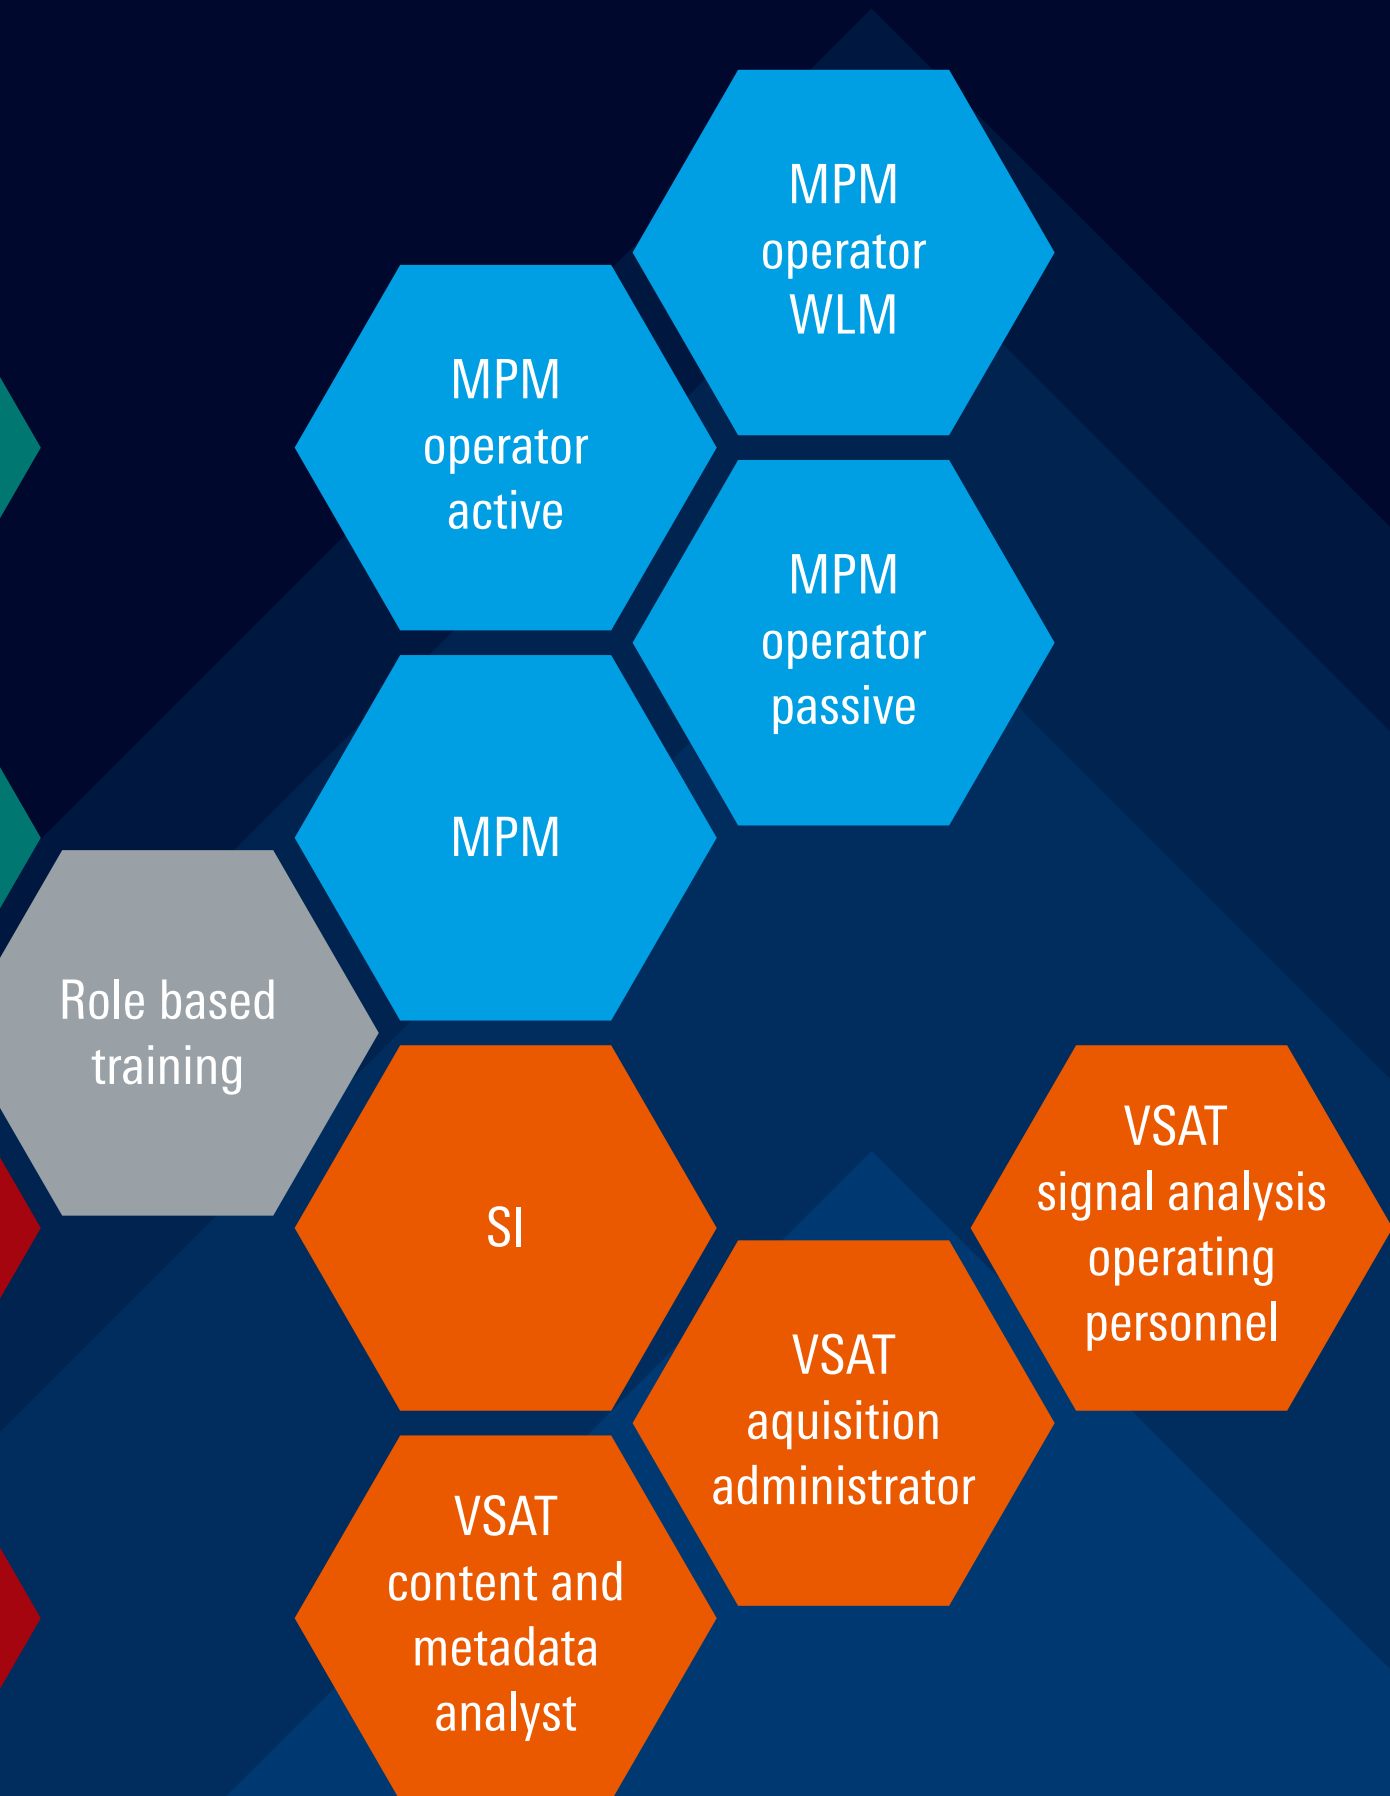 MPM
operator
WLM
MPM
operator
active
MPM
operator
passive
MPM
Role based
training
SI
VSAT
signal analysis
operating
personnel
VSAT
aquisition
administrator
VSAT
content and
metadata
analyst